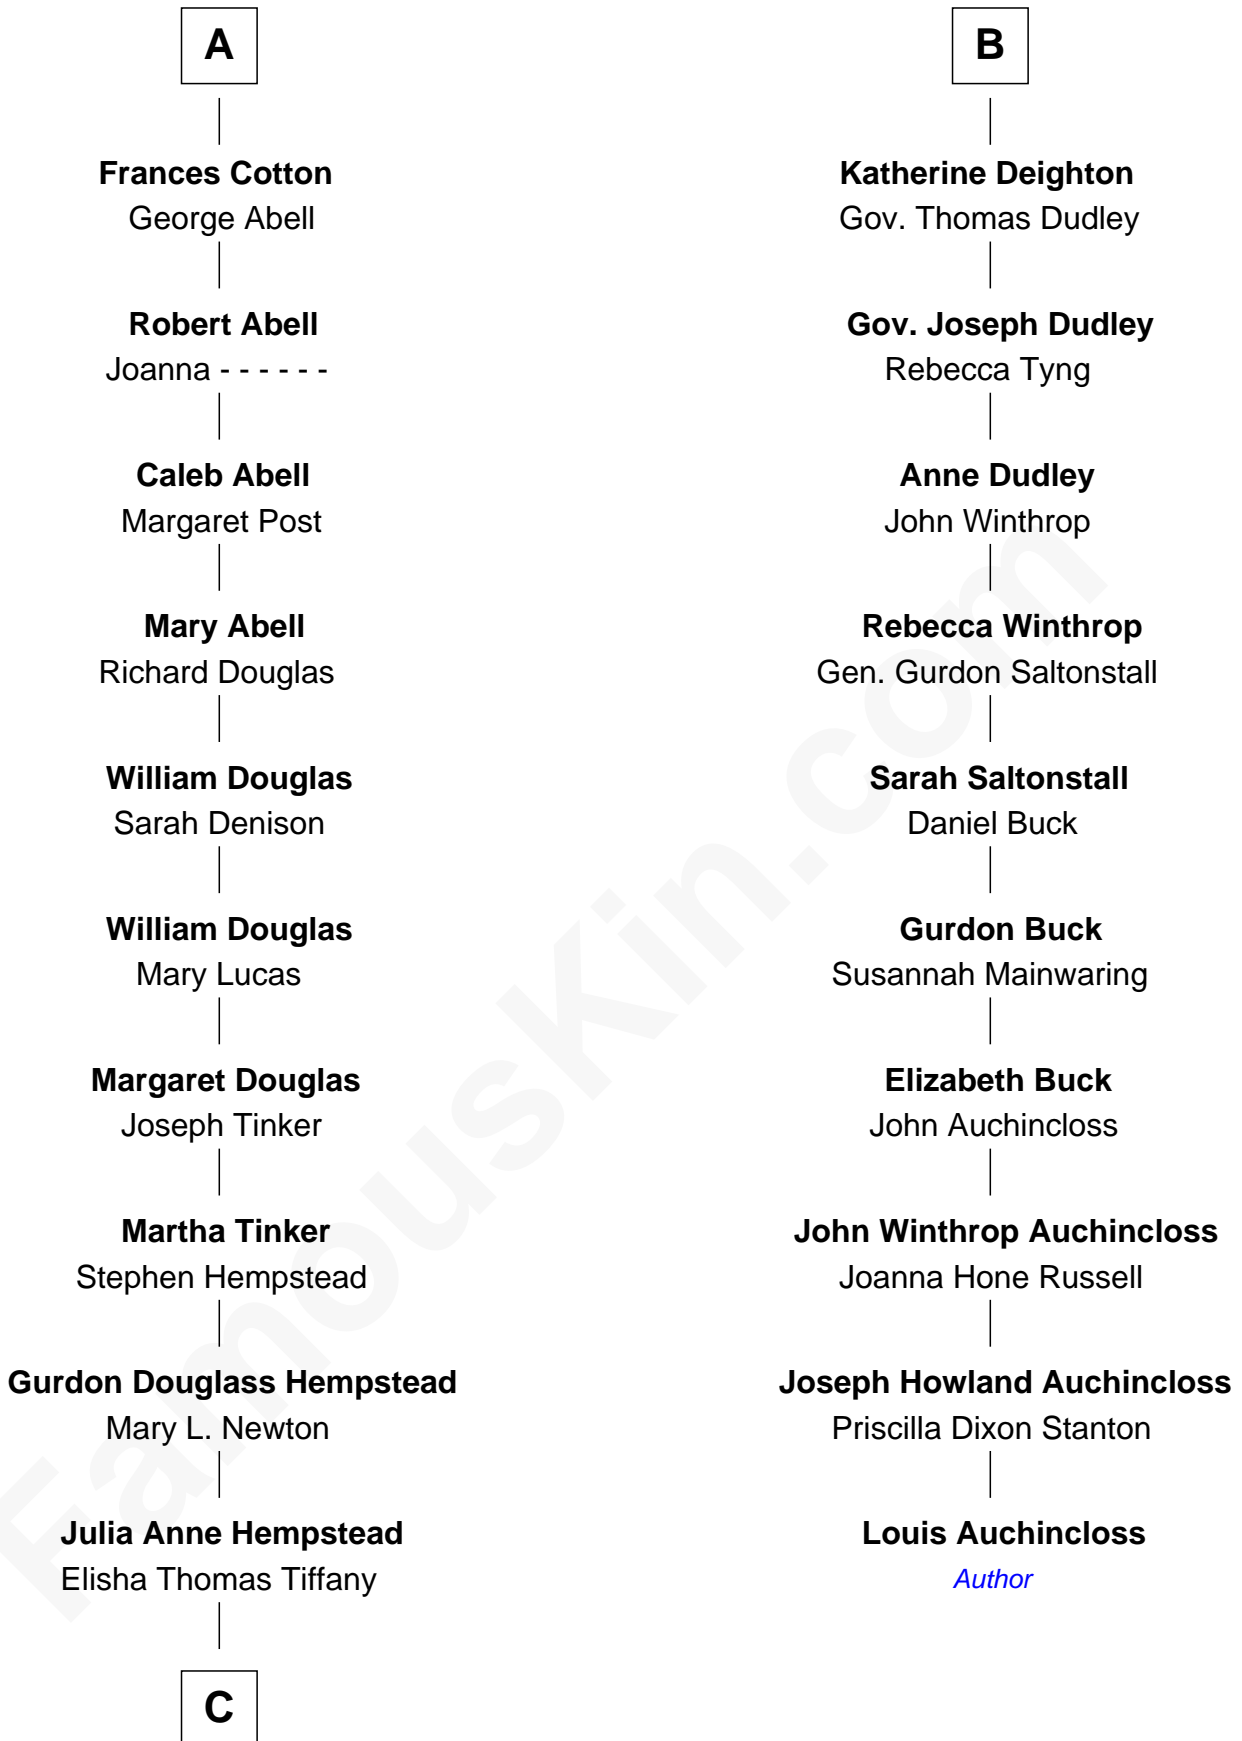 A
Frances Cotton
George Abell
Robert Abell
Joanna - - - - - -
Caleb Abell
Margaret Post
Mary Abell
Richard Douglas
William Douglas
Sarah Denison
William Douglas
Mary Lucas
Margaret Douglas
Joseph Tinker
Martha Tinker
Stephen Hempstead
Gurdon Douglass Hempstead
Mary L. Newton
Julia Anne Hempstead
Elisha Thomas Tiffany
C
B
Katherine Deighton
Gov. Thomas Dudley
Gov. Joseph Dudley
Rebecca Tyng
Anne Dudley
John Winthrop
Rebecca Winthrop
Gen. Gurdon Saltonstall
Sarah Saltonstall
Daniel Buck
Gurdon Buck
Susannah Mainwaring
Elizabeth Buck
John Auchincloss
John Winthrop Auchincloss
Joanna Hone Russell
Joseph Howland Auchincloss
Priscilla Dixon Stanton
Louis Auchincloss
Author
FamousKin.com